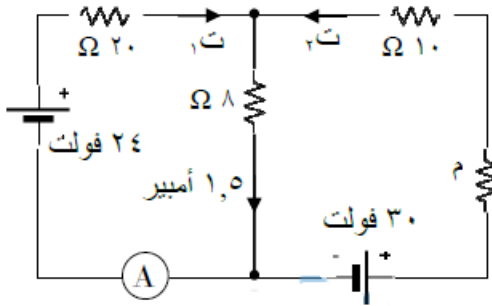 Ω ٢٠
ت١
ت٢
Ω ١٠
+
٢٤ فولت
Ω ٨
١,٥ أمبير
م
٣٠ فولت
- +
A